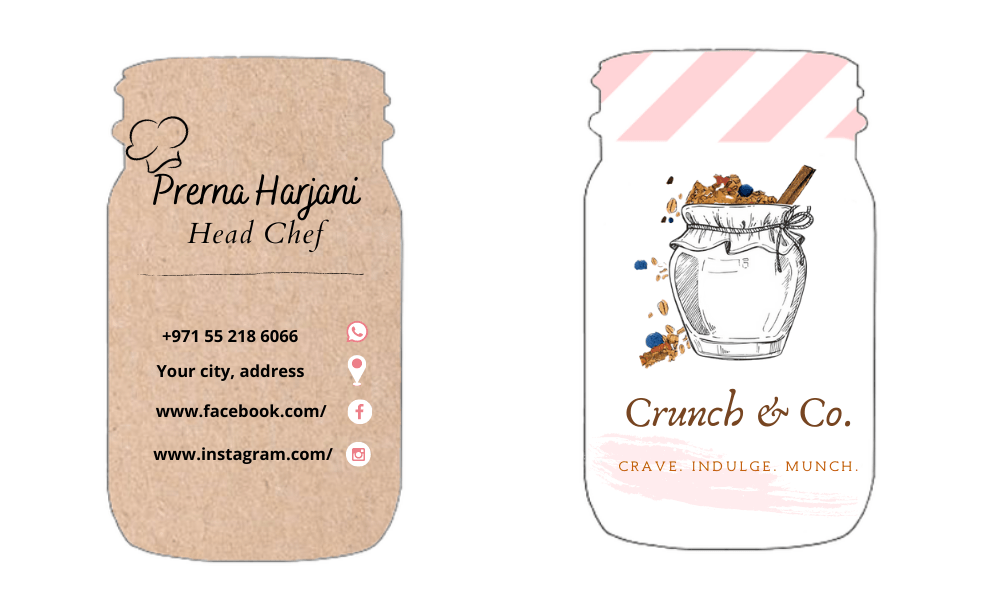 Prerna Harjani
Head Chef
+971 55 218 6066
Your city, address
www.facebook.com/
www.instagram.com/
Crunch & Co.
CRAVE. INDULGE. MUNCH.